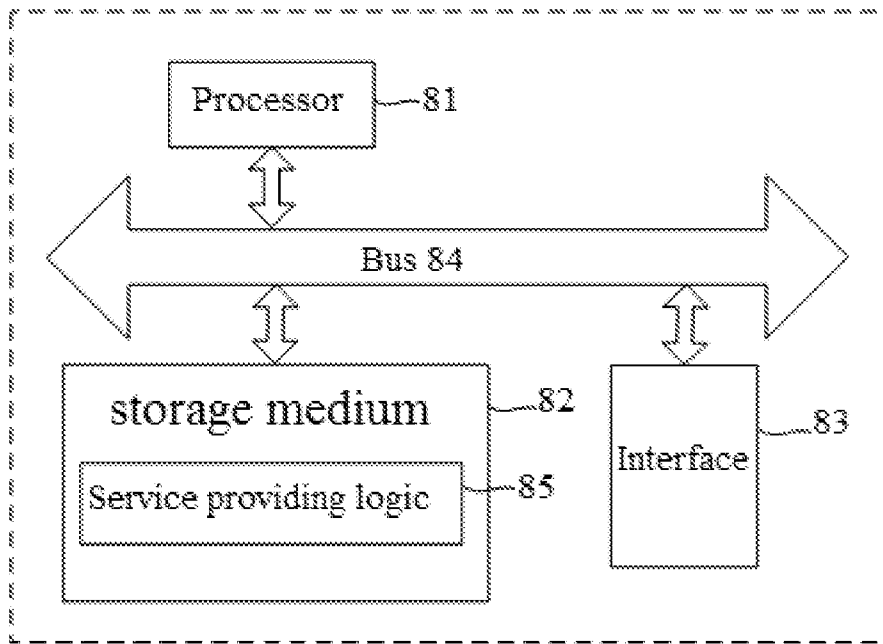 Processor
81
Bus 84
storage medium
82
Service providing logic
85
Interface
83